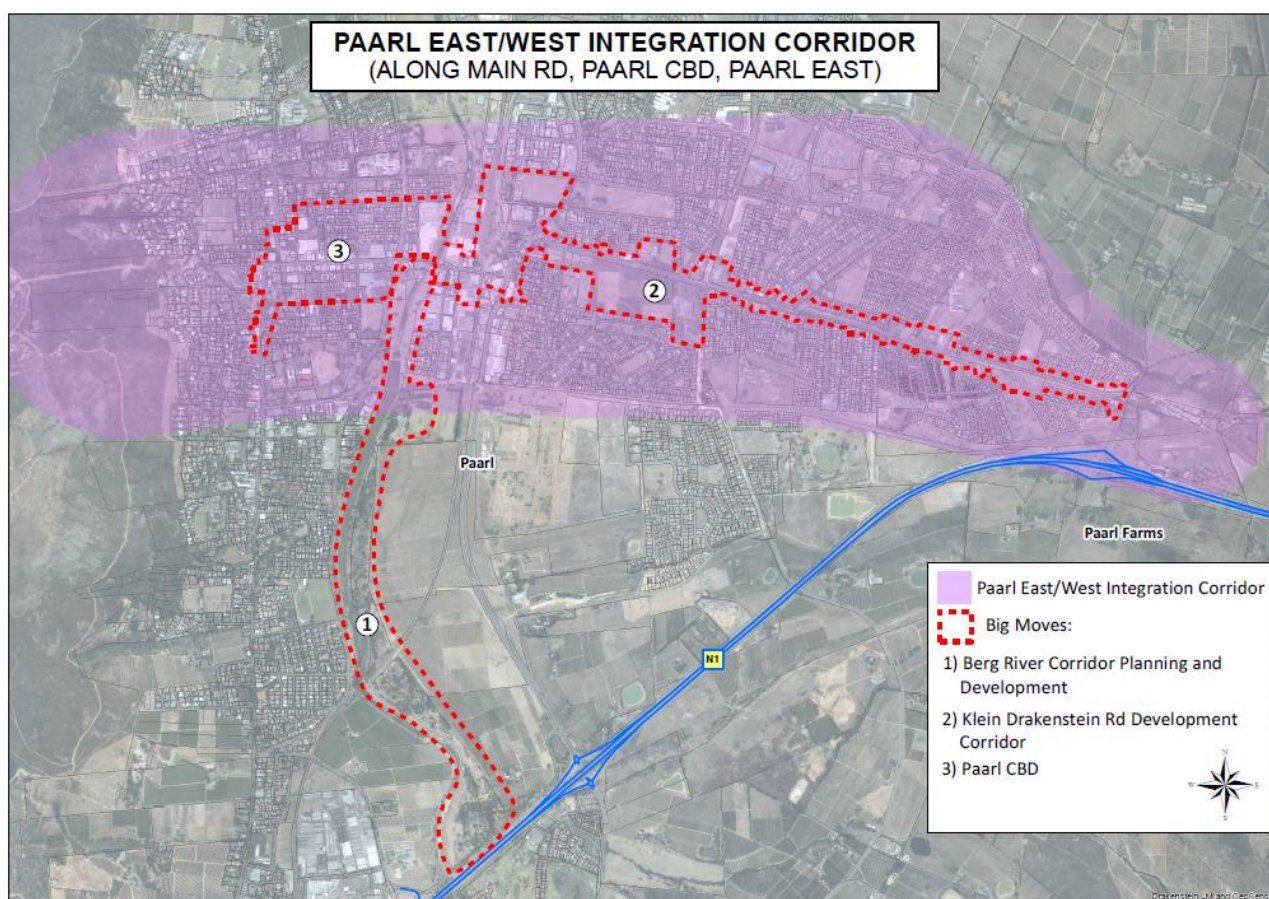 PAARL EAST/WEST INTEGRATION CORRIDOR
(ALONG MAIN RD, PAARL CBD, PAARL EAST)
3
2
Paarl
Paarl Farms
1
N1
Paarl East/West Integration Corridor
Big Moves:
1) Berg River Corridor Planning and
Development
2) Klein Drakenstein Rd Development
Corridor
3) Paarl CBD
N
W
E
S
Drakenstein